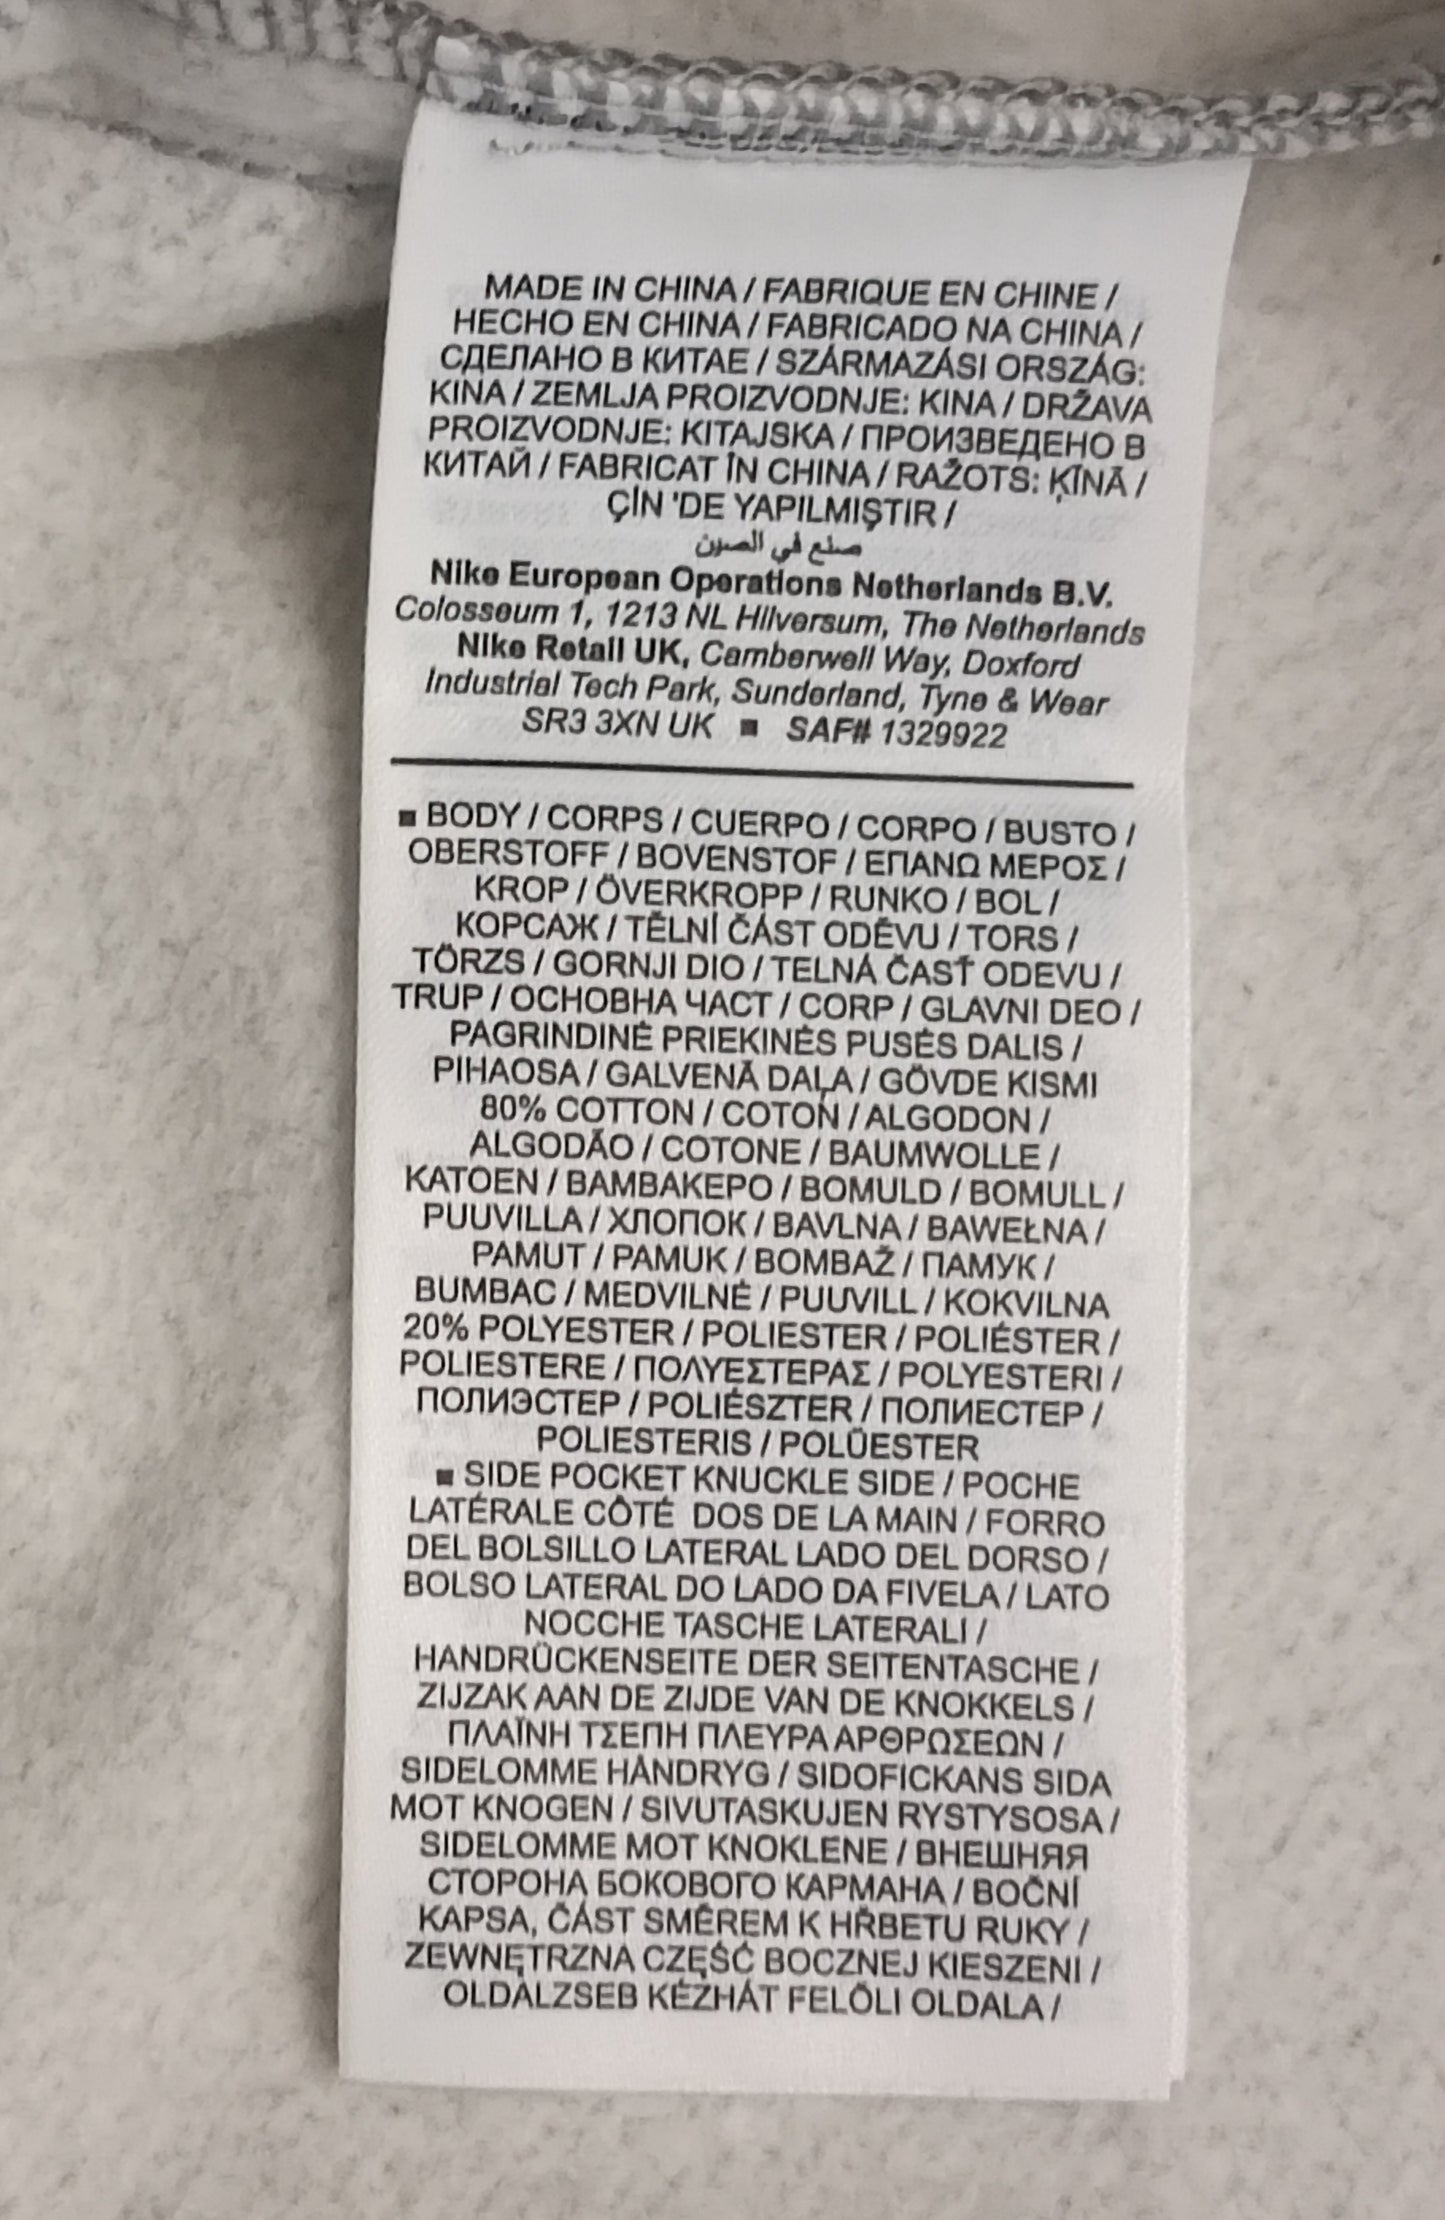 MADE IN CHINA / FABRIQUE EN CHINE /
HECHO EN CHINA / FABRICADO NA CHINA /
СДЕЛАНО В КИТАЕ / SZÁRMAZÁSI ORSZÁG:
KINA / ZEMLJA PROIZVODNJE: KINA / DRŽAVA
PROIZVODNJE: KITAJSKA / ПРОИЗВЕДЕНО В
КИТАЙ / FABRICAT ÎN CHINA / RAŽOTS: ĶĪNĀ /
ÇİN 'DE YAPILMIŞTIR /
صنع في الصين
Nike European Operations Netherlands B.V.
Colosseum 1, 1213 NL Hilversum, The Netherlands
Nike Retail UK, Camberwell Way, Doxford
Industrial Tech Park, Sunderland, Tyne & Wear
SR3 3XN UK ■ SAF# 1329922
■ BODY / CORPS / CUERPO / CORPO / BUSTO /
OBERSTOFF / BOVENSTOF / ΕΠΑΝΩ ΜΕΡΟΣ /
KROP / ÖVERKROPP / RUNKO / BOL /
КОРСАЖ / TĚLNÍ ČÁST ODĚVU / TORS /
TÖRZS / GORNJI DIO / TELNÁ ČASŤ ODEVU /
TRUP / ОСНОВНА ЧАСТ / CORP / GLAVNI DEO /
PAGRINDINĖ PRIEKINĖS PUSĖS DALIS /
PIHAOSA / GALVENĀ DAĻA / GÖVDE KISMI
80% COTTON / COTON / ALGODON /
ALGODÃO / COTONE / BAUMWOLLE /
KATOEN / ΒΑΜΒΑΚΕΡΟ / BOMULD / BOMULL /
PUUVILLA / ХЛОПОК / BAVLNA / BAWEŁNA /
PAMUT / PAMUK / BOMBAŽ / ПАМУК /
BUMBAC / MEDVILNĖ / PUUVILL / KOKVILNA
20% POLYESTER / POLIESTER / POLIÉSTER /
POLIESTERE / ΠΟΛΥΕΣΤΕΡΑΣ / POLYESTERI /
ПОЛИЭСТЕР / POLIÉSZTER / ПОЛИЕСТЕР /
POLIESTERIS / POLÜESTER
■ SIDE POCKET KNUCKLE SIDE / POCHE
LATÉRALE CÔTÉ DOS DE LA MAIN / FORRO
DEL BOLSILLO LATERAL LADO DEL DORSO /
BOLSO LATERAL DO LADO DA FIVELA / LATO
NOCCHE TASCHE LATERALI /
HANDRÜCKENSEITE DER SEITENTASCHE /
ZIJZAK AAN DE ZIJDE VAN DE KNOKKELS /
ΠΛΑΪΝΗ ΤΣΕΠΗ ΠΛΕΥΡΑ ΑΡΘΡΩΣΕΩΝ /
SIDELOMME HÅNDRYG / SIDOFICKANS SIDA
MOT KNOGEN / SIVUTASKUJEN RYSTYSOSA /
SIDELOMME MOT KNOKLENE / ВНЕШНЯЯ
СТОРОНА БОКОВОГО КАРМАНА / BOČNÍ
KAPSA, ČÁST SMĚREM K HŘBETU RUKY /
ZEWNĘTRZNA CZĘŚĆ BOCZNEJ KIESZENI /
OLDALZSEB KÉZHÁT FELŐLI OLDALA /